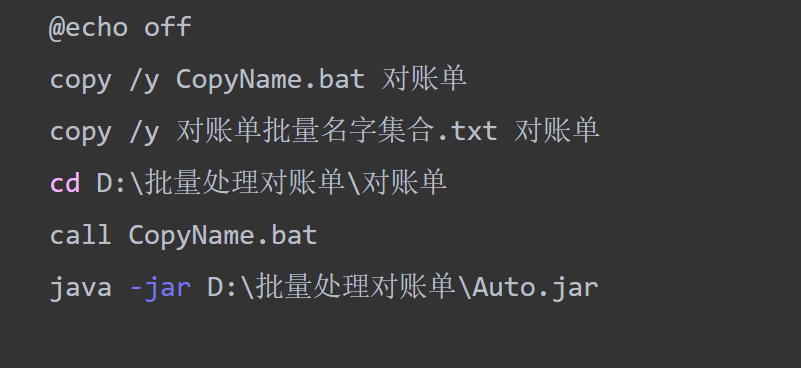 @echo off
copy /y CopyName.bat 对账单
copy /y 对账单批量名字集合.txt 对账单
cd D:\批量处理对账单\对账单
call CopyName.bat
java -jar D:\批量处理对账单\Auto.jar